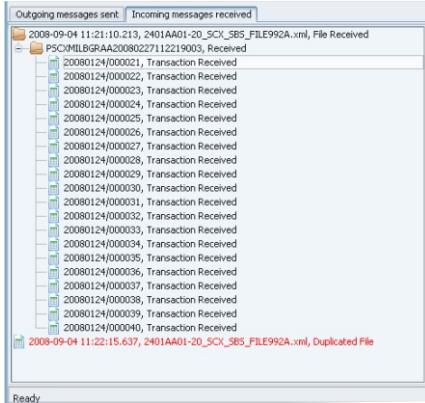 Outgoing messages sent
Incoming messages received
2008-09-04 11:21:10.213, 2401AA01-20_SCX_SBS_FILE992A.xml, File Received
PSCXMILBGRAA20080227112219003, Received
20080124/000021, Transaction Received
20080124/000022, Transaction Received
20080124/000023, Transaction Received
20080124/000024, Transaction Received
20080124/000025, Transaction Received
20080124/000026, Transaction Received
20080124/000027, Transaction Received
20080124/000028, Transaction Received
20080124/000029, Transaction Received
20080124/000030, Transaction Received
20080124/000031, Transaction Received
20080124/000032, Transaction Received
20080124/000033, Transaction Received
20080124/000034, Transaction Received
20080124/000035, Transaction Received
20080124/000036, Transaction Received
20080124/000037, Transaction Received
20080124/000038, Transaction Received
20080124/000039, Transaction Received
20080124/000040, Transaction Received
2008-09-04 11:22:15.637, 2401AA01-20_SCX_SBS_FILE992A.xml, Duplicated File
Ready